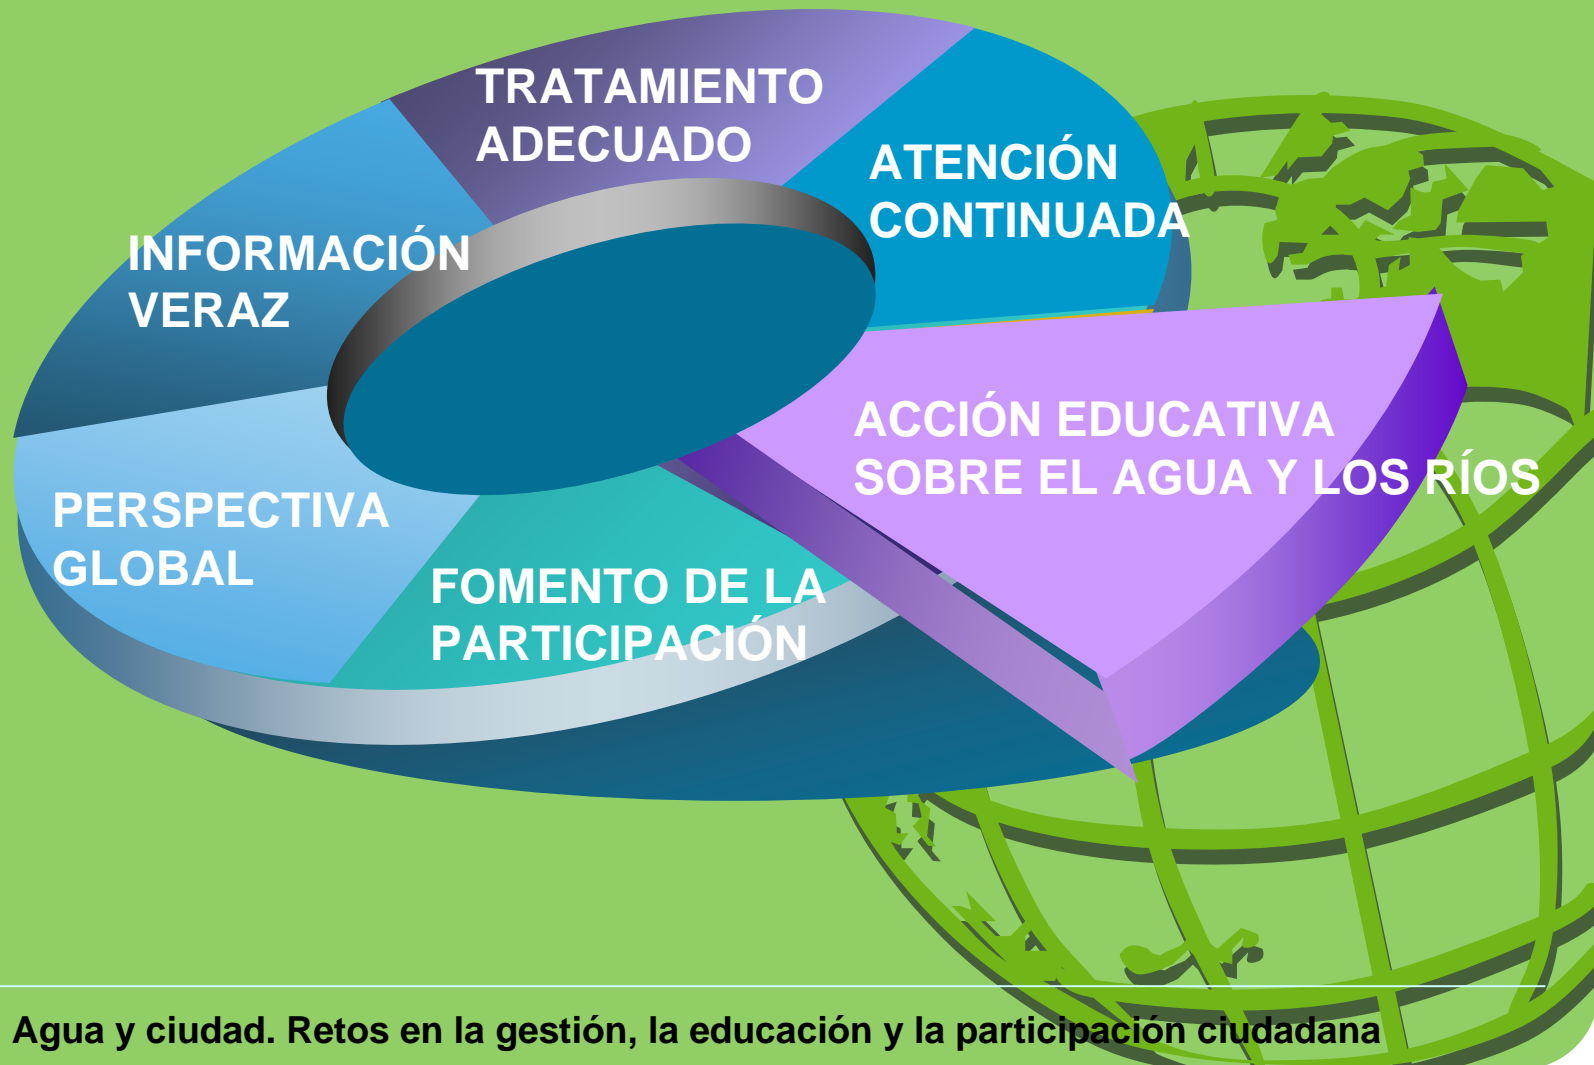 TRATAMIENTO
ADECUADO
ATENCIÓN
CONTINUADA
INFORMACIÓN
VERAZ
ACCIÓN EDUCATIVA
SOBRE EL AGUA Y LOS RÍOS
PERSPECTIVA
GLOBAL
FOMENTO DE LA
PARTICIPACIÓN
Agua y ciudad. Retos en la gestión, la educación y la participación ciudadana